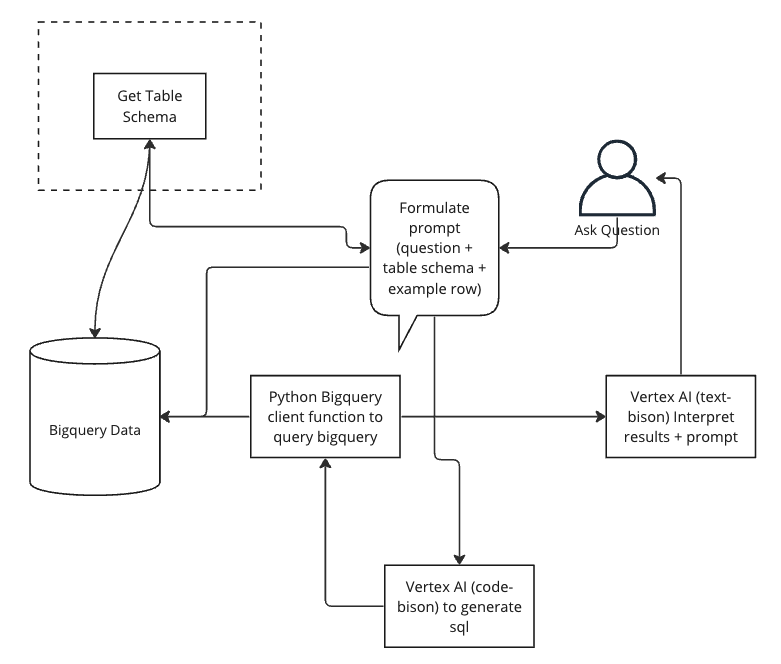 Get Table
Schema
Formulate
prompt
(question +
table schema +
example row)
Ask Question
Bigquery Data
Python Bigquery
client function to
query bigquery
Vertex AI (text-
bison) Interpret
results + prompt
Vertex AI (code-
bison) to generate
sql